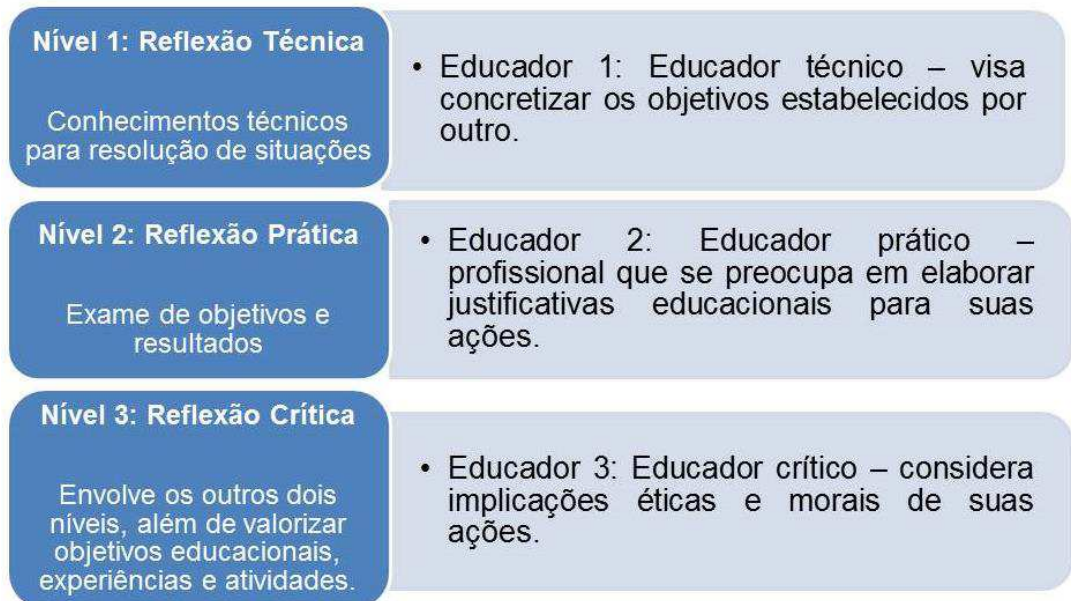 Nível 1: Reflexão Técnica
Conhecimentos técnicos
para resolução de situações
• Educador 1: Educador técnico – visa
concretizar os objetivos estabelecidos por
outro.
Nível 2: Reflexão Prática
Exame de objetivos e
resultados
• Educador 2: Educador prático –
profissional que se preocupa em elaborar
justificativas educacionais para suas
ações.
Nível 3: Reflexão Crítica
Envolve os outros dois
níveis, além de valorizar
objetivos educacionais,
experiências e atividades.
• Educador 3: Educador crítico – considera
implicações éticas e morais de suas
ações.